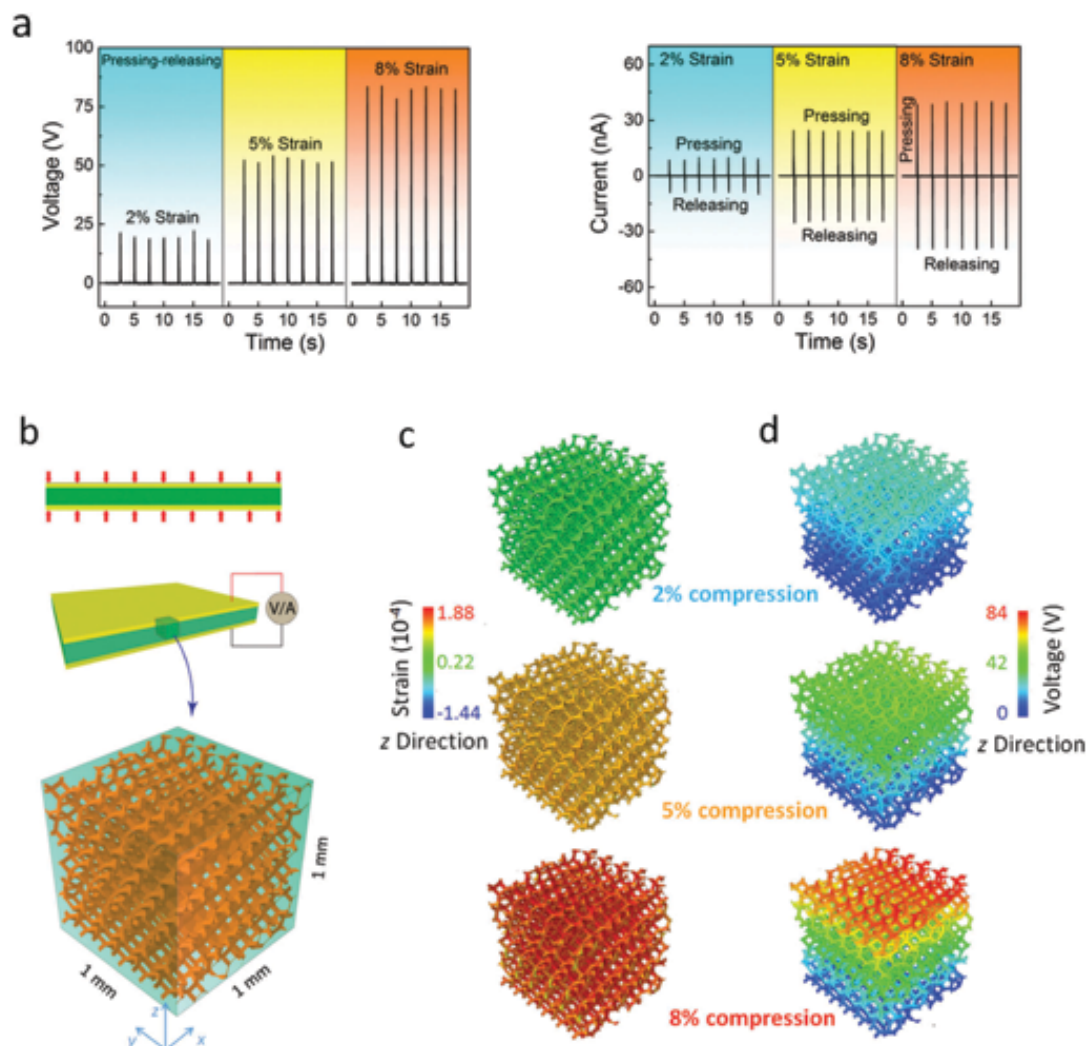 a
100
75
50
25
0
Voltage (V)
Pressing-releasing
2% Strain
5% Strain
8% Strain
0 5 10 15 0 5 10 15 0 5 10 15
Time (s)
60
30
0
-30
-60
Current (nA)
2% Strain
5% Strain
8% Strain
Pressing
Releasing
Pressing
Releasing
Pressing
Releasing
0 5 10 15 0 5 10 15 0 5 10 15
Time (s)
b
V/A
1 mm
1 mm
1 mm
z
y
x
c
Strain (10-4)
1.88
0.22
-1.44
z Direction
2% compression
5% compression
8% compression
d
84
42
0
Voltage (V)
z Direction